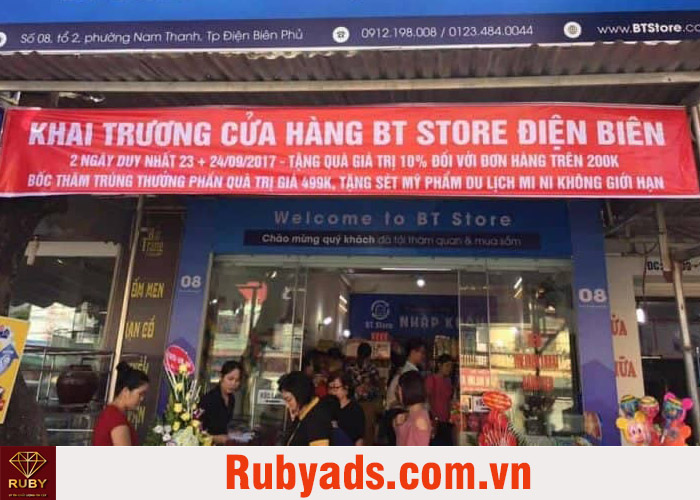 Số 08, tổ 2, phường Nam Thanh, Tp Điện Biên Phủ
0912.198.008 / 0123.484.0044
www.BTStore.co
KHAI TRƯƠNG CỬA HÀNG BT STORE ĐIỆN BIÊN
2 NGÀY DUY NHẤT 23 + 24/09/2017 - TẶNG QUÀ GIÁ TRỊ 10% ĐỐI VỚI ĐƠN HÀNG TRÊN 200K
BỐC THĂM TRÚNG THƯỞNG PHẦN QUÀ TRỊ GIÁ 499K, TẶNG SÉT MỸ PHẨM DU LỊCH MI NI KHÔNG GIỚI HẠN
Welcome to BT Store
Chào mừng quý khách đã tới thăm quan & mua sắm
08
08
BT Store
NHẬP KHẨU
RUBY
Rubyads.com.vn